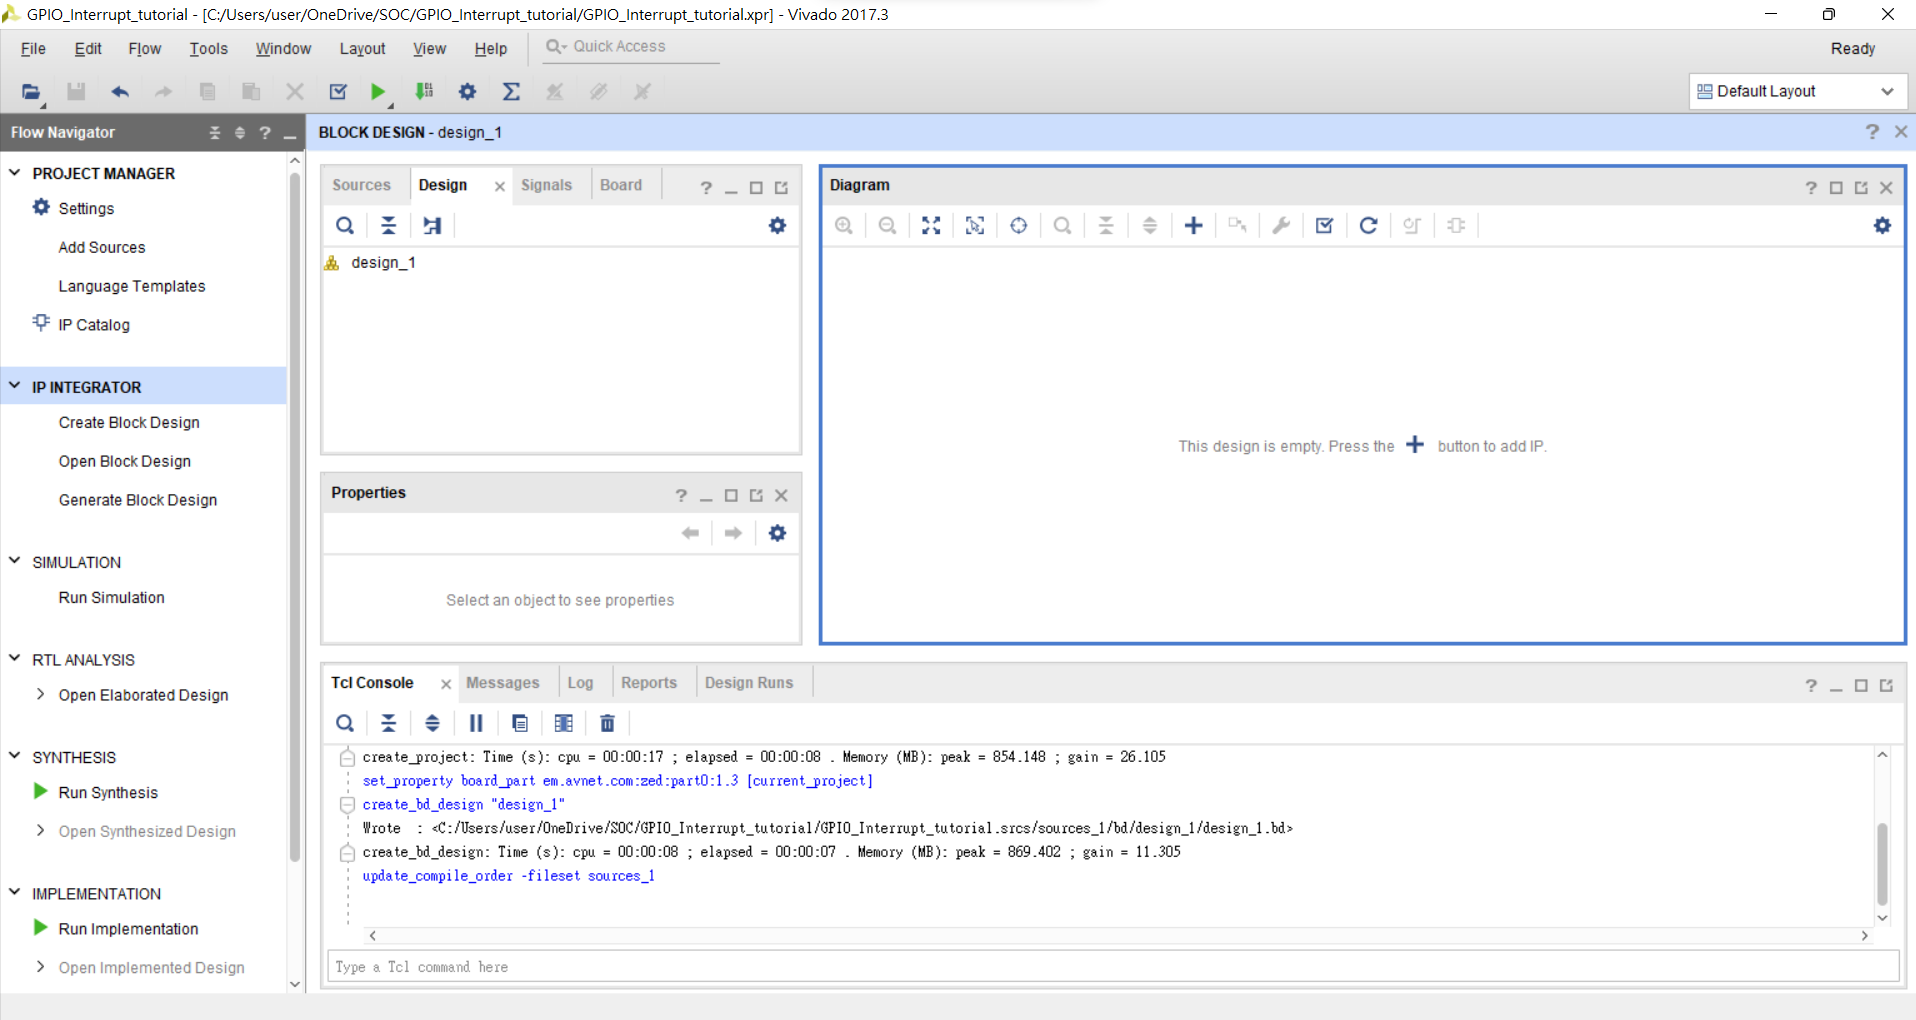 GPIO_Interrupt_tutorial - [C:/Users/user/OneDrive/SOC/GPIO_Interrupt_tutorial/GPIO_Interrupt_tutorial.xpr] - Vivado 2017.3
File Edit Flow Tools Window Layout View Help Quick Access
Ready
Default Layout
Flow Navigator
BLOCK DESIGN - design_1
PROJECT MANAGER
Settings
Add Sources
Language Templates
IP Catalog
IP INTEGRATOR
Create Block Design
Open Block Design
Generate Block Design
SIMULATION
Run Simulation
RTL ANALYSIS
Open Elaborated Design
SYNTHESIS
Run Synthesis
Open Synthesized Design
IMPLEMENTATION
Run Implementation
Open Implemented Design
Sources Design Signals Board
design_1
Properties
Select an object to see properties
Diagram
This design is empty. Press the + button to add IP.
Tcl Console Messages Log Reports Design Runs
create_project: Time (s): cpu = 00:00:17 ; elapsed = 00:00:08 . Memory (MB): peak = 854.148 ; gain = 26.105
set_property board_part em.avnet.com:zed:part0:1.3 [current_project]
create_bd_design "design_1"
Wrote  : <C:/Users/user/OneDrive/SOC/GPIO_Interrupt_tutorial/GPIO_Interrupt_tutorial.srcs/sources_1/bd/design_1/design_1.bd>
create_bd_design: Time (s): cpu = 00:00:08 ; elapsed = 00:00:07 . Memory (MB): peak = 869.402 ; gain = 11.305
update_compile_order -fileset sources_1
Type a Tcl command here